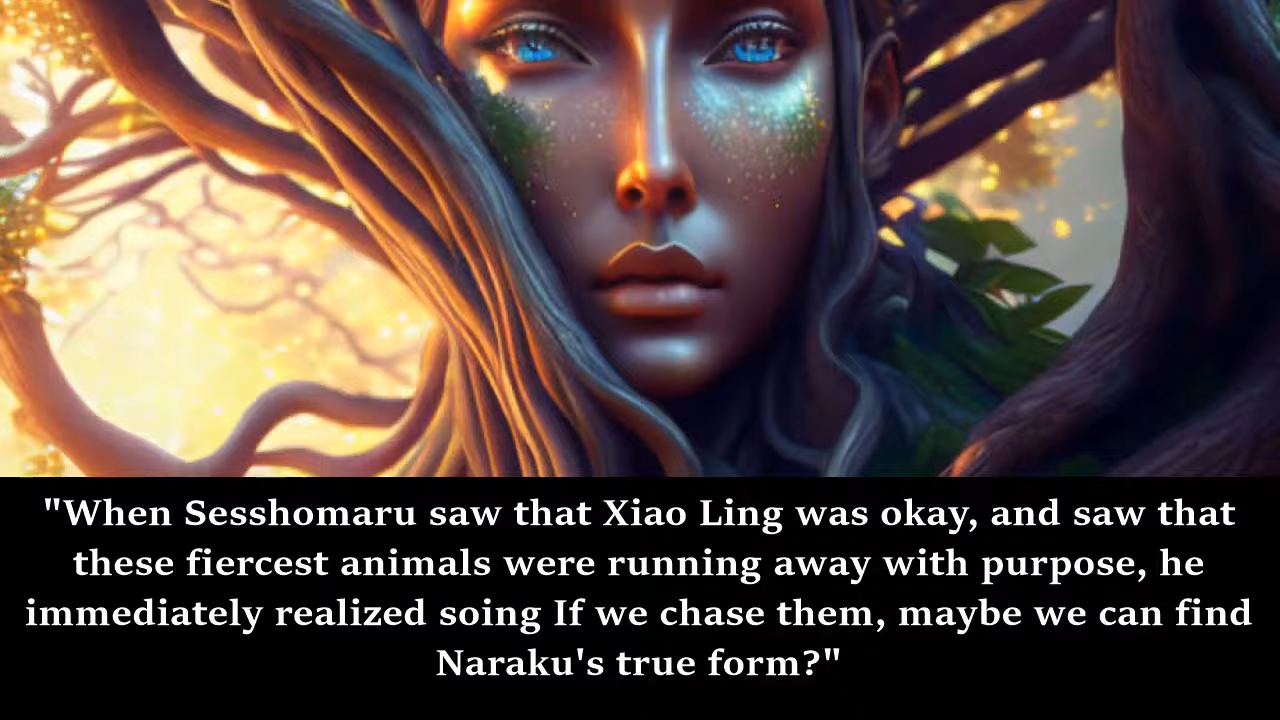 "When Sesshomaru saw that Xiao Ling was okay, and saw that
these fiercest animals were running away with purpose, he
immediately realized soing If we chase them, maybe we can find
Naraku's true form?"